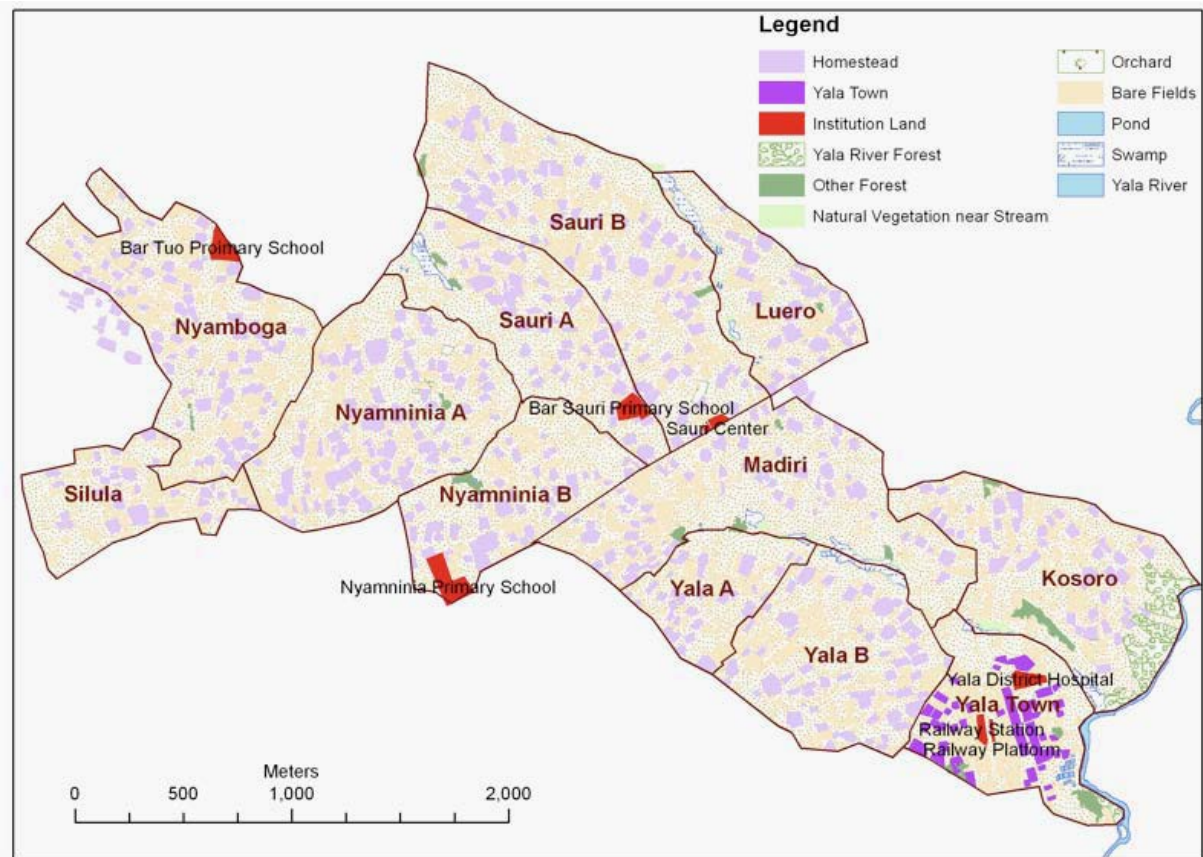 Legend
Homestead
Yala Town
Institution Land
Yala River Forest
Other Forest
Natural Vegetation near Stream
Orchard
Bare Fields
Pond
Swamp
Yala River
Sauri B
Bar Tuo Proimary School
Nyamboga
Sauri A
Luero
Nyamninia A
Bar Sauri Primary School
Sauri Center
Madiri
Silula
Nyamninia B
Nyamninia Primary School
Yala A
Kosoro
Yala B
Yala District Hospital
Yala Town
Railway Station
Railway Platform
Meters
0 500 1,000 2,000